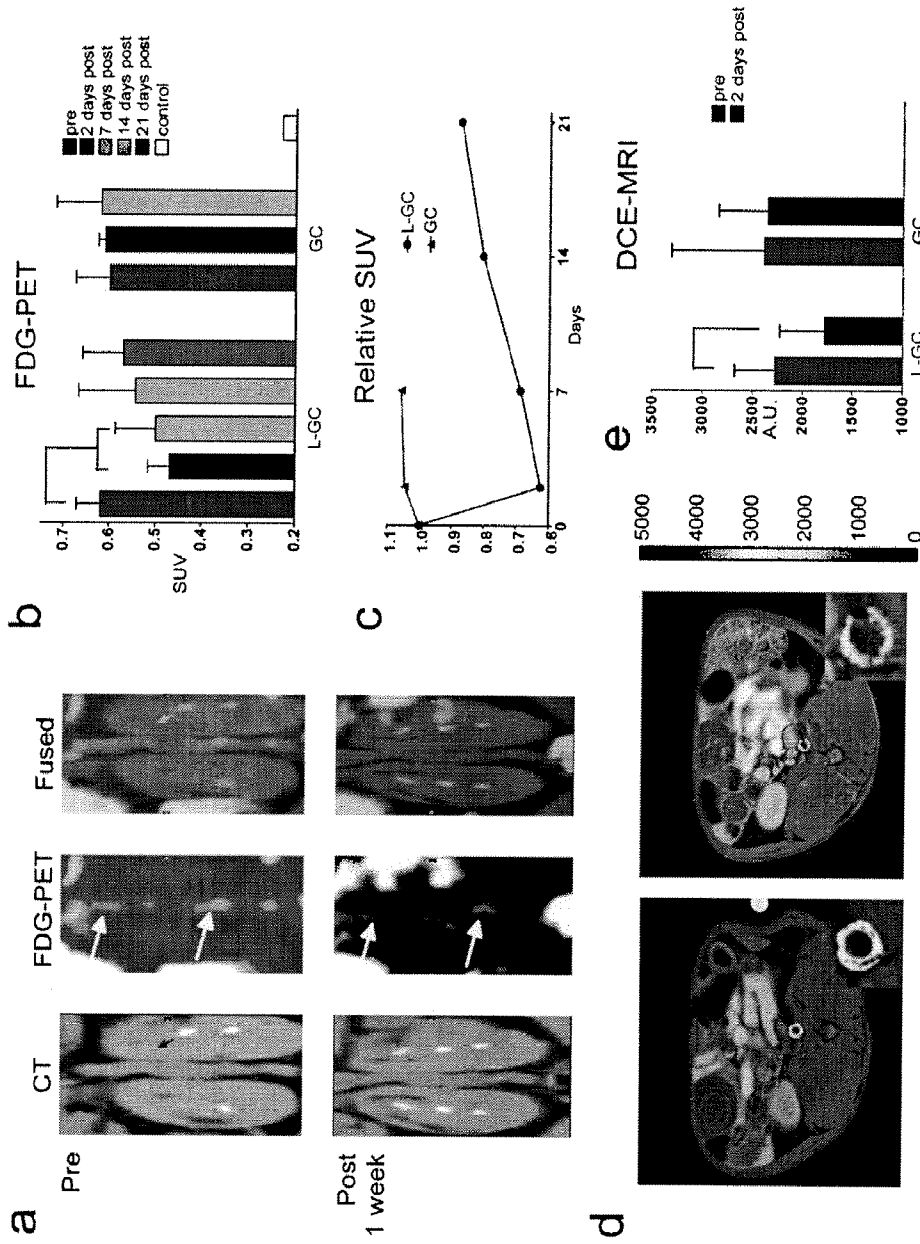 a
CT
FDG-PET
Fused
Pre
Post
1 week
b
FDG-PET
0.7
0.6
0.5
0.4
0.3
0.2
SUV
L-GC
GC
pre
2 days post
7 days post
14 days post
21 days post
control
c
Relative SUV
1.1
1.0
0.9
0.8
0.7
0.6
0
7
14
21
Days
L-GC
GC
d
5000
4000
3000
2000
1000
0
e
DCE-MRI
3500
3000
2500
2000
1500
1000
A.U.
L-GC
GC
pre
2 days post